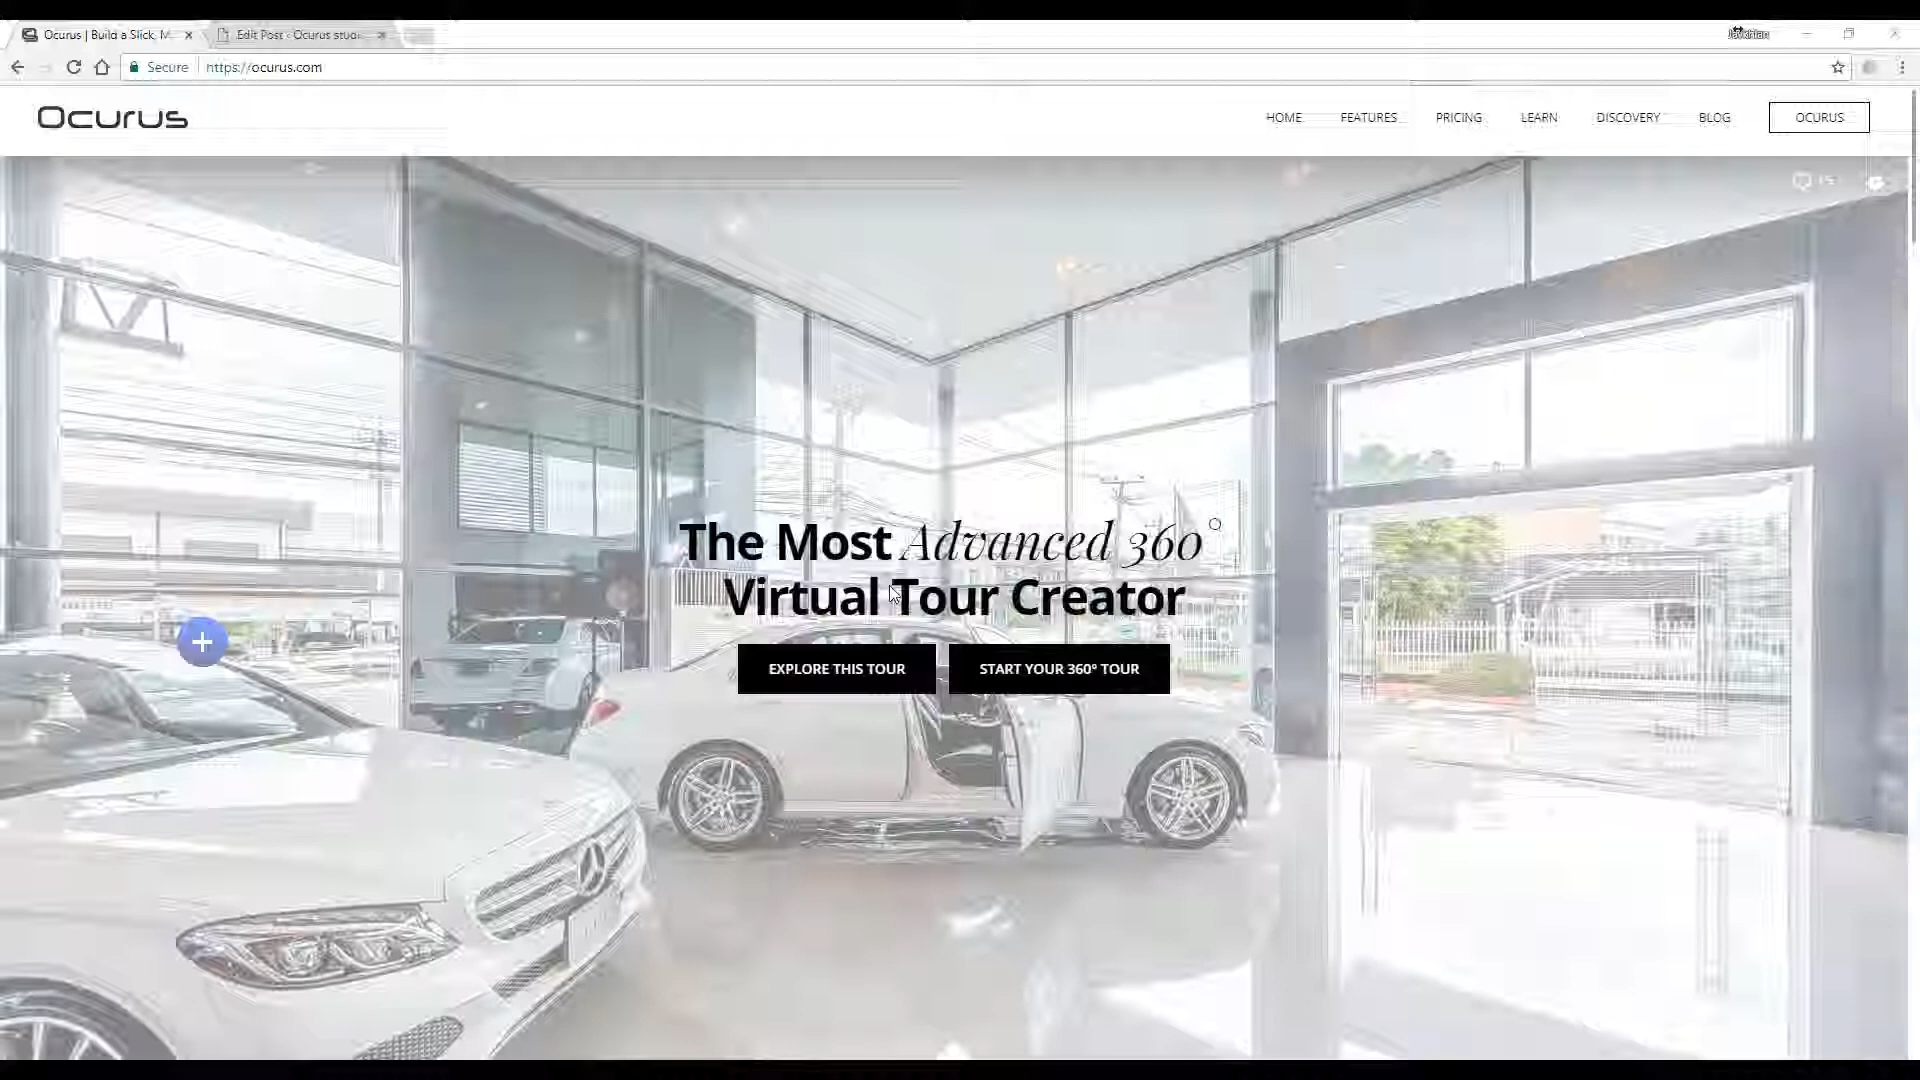 Ocurus | Build a Slick, M
Edit Post - Ocurus stud
Secure
https://ocurus.com
Ocurus
HOME
FEATURES
PRICING
LEARN
DISCOVERY
BLOG
OCURUS
The Most Advanced 360°
Virtual Tour Creator
EXPLORE THIS TOUR
START YOUR 360° TOUR